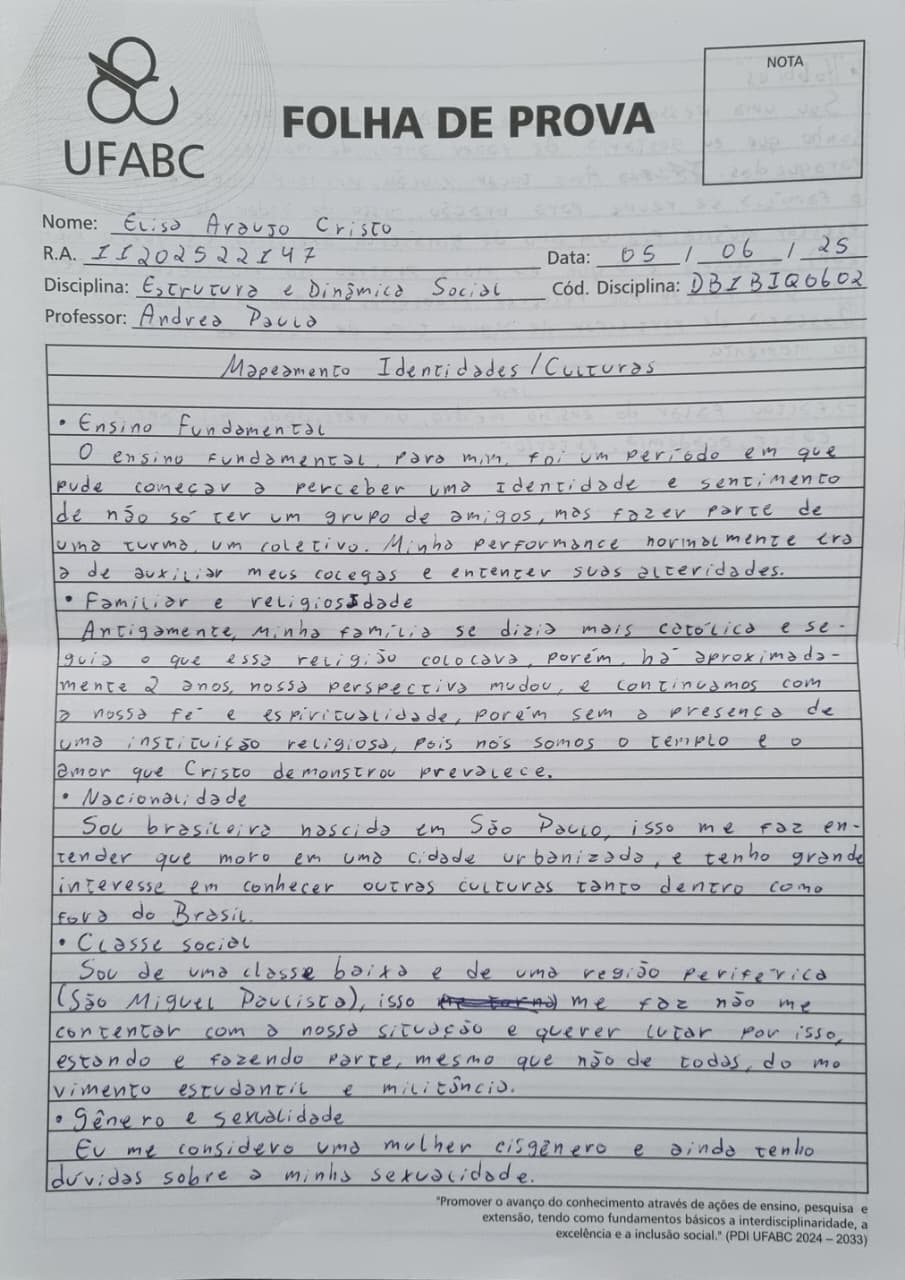 UFABC
FOLHA DE PROVA
NOTA
Nome: Elisa Araujo Cristo
R.A. II202522147
Data: 05 / 06 / 25
Disciplina: Estrutura e Dinâmica Social
Cód. Disciplina: DBIBIQ0602
Professor: Andrea Paula
Mapeamento Identidades/Culturas
• Ensino Fundamental
O ensino fundamental, para mim, foi um período em que
pude começar a perceber uma identidade e sentimento
de não só ter um grupo de amigos, mas fazer parte de
uma turma, um coletivo. Minha performance normalmente era
a de auxiliar meus colegas e entencer suas alteridades.
• Familiar e religiosidade
Antigamente, minha família se dizia mais católica e se-
guia o que essa religião colocava, porém, há aproximada-
mente 2 anos, nossa perspectiva mudou, e continuamos com
a nossa fé e espiritualidade, porém sem a presença de
uma instituição religiosa, pois nós somos o templo e o
amor que Cristo demonstrou prevalece.
• Nacionalidade
Sou brasileira nascida em São Paulo, isso me faz en-
tender que moro em uma cidade urbanizada, e tenho grande
interesse em conhecer outras culturas tanto dentro como
fora do Brasil.
• Classe social
Sou de uma classe baixa e de uma região periférica
(São Miguel Paulista), isso me faz não me
contentar com a nossa situação e querer lutar por isso,
estando e fazendo parte, mesmo que não de todas, do mo
vimento estudantil e militância.
• Gênero e sexualidade
Eu me considero uma mulher cisgênero e ainda tenho
dúvidas sobre a minha sexualidade.
"Promover o avanço do conhecimento através de ações de ensino, pesquisa e
extensão, tendo como fundamentos básicos a interdisciplinaridade, a
excelência e a inclusão social." (PDI UFABC 2024 – 2033)